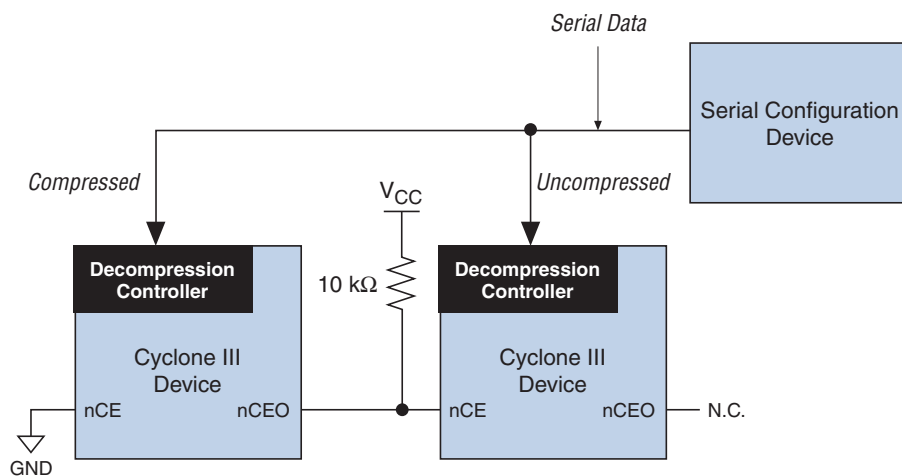 Serial Data
Serial Configuration
Device
Compressed
Uncompressed
VCC
10 kΩ
Decompression
Controller
Decompression
Controller
Cyclone III
Device
Cyclone III
Device
nCE
nCEO
nCE
nCEO
N.C.
GND